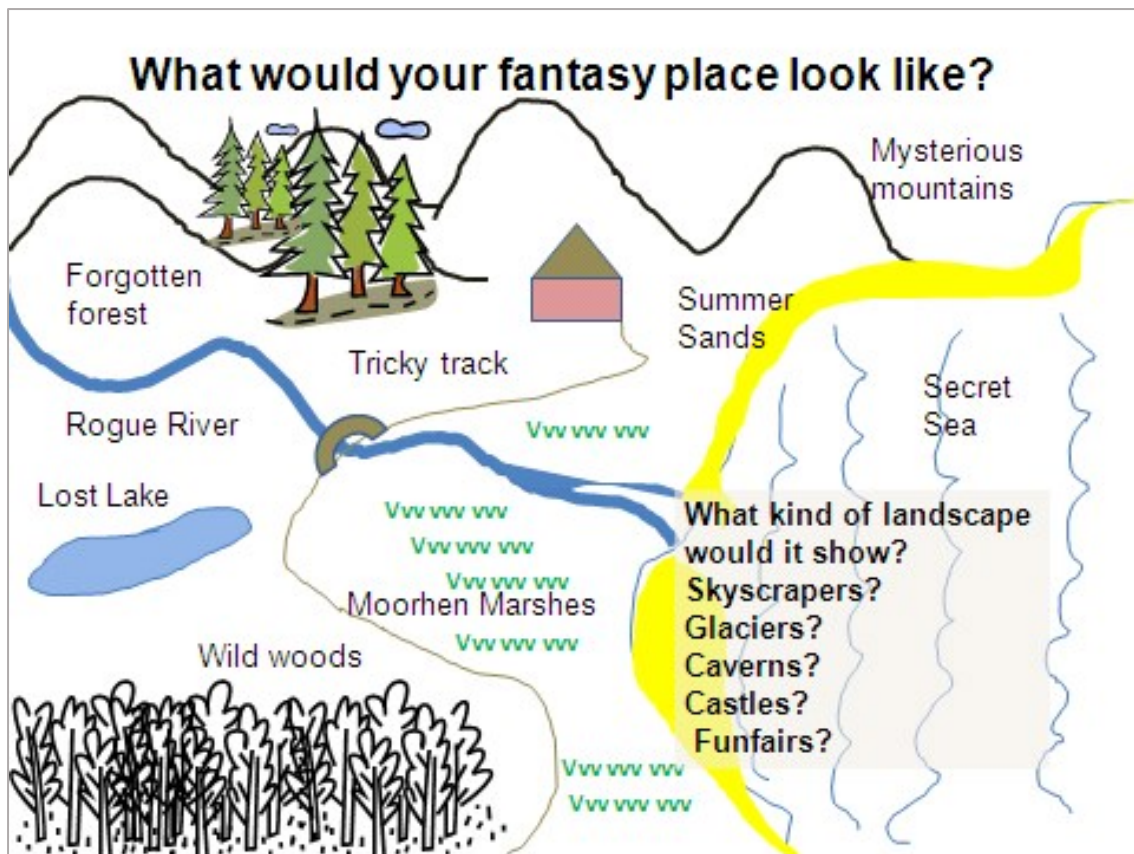 What would your fantasy place look like?
Mysterious
mountains
Forgotten
forest
Summer
Sands
Tricky track
Secret
Sea
Rogue River
Vvv vvv vvv
Lost Lake
Vvv vvv vvv
Vvv vvv vvv
Vvv vvv vvv
Moorhen Marshes
Vvv vvv vvv
Wild woods
What kind of landscape
would it show?
Skyscrapers?
Glaciers?
Caverns?
Castles?
Funfairs?
Vvv vvv vvv
Vvv vvv vvv